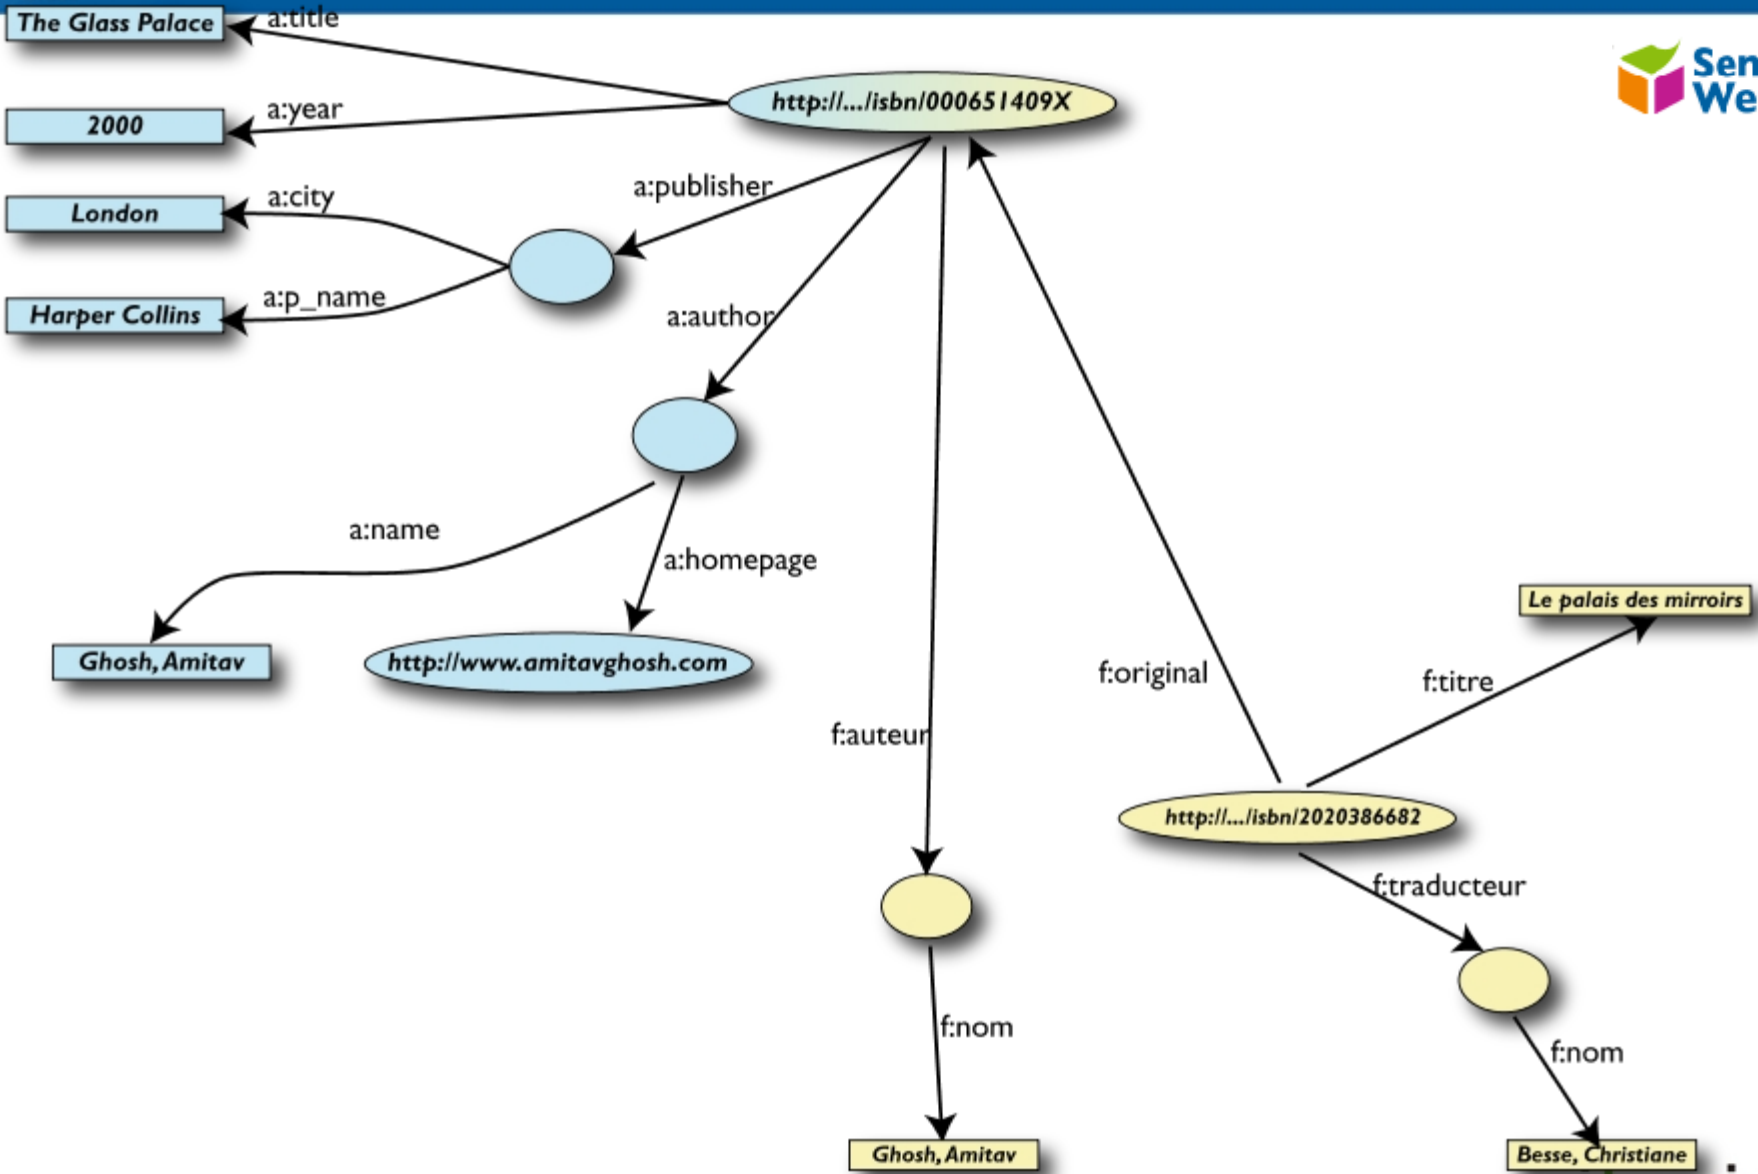 The Glass Palace
a:title
Sen
We
http://.../isbn/000651409X
2000
a:year
a:publisher
London
a:city
Harper Collins
a:p_name
a:author
a:name
a:homepage
Le palais des mirroirs
Ghosh, Amitav
http://www.amitavghosh.com
f:original
f:titre
f:auteur
http://.../isbn/2020386682
f:traducteur
f:nom
f:nom
Ghosh, Amitav
Besse, Christiane